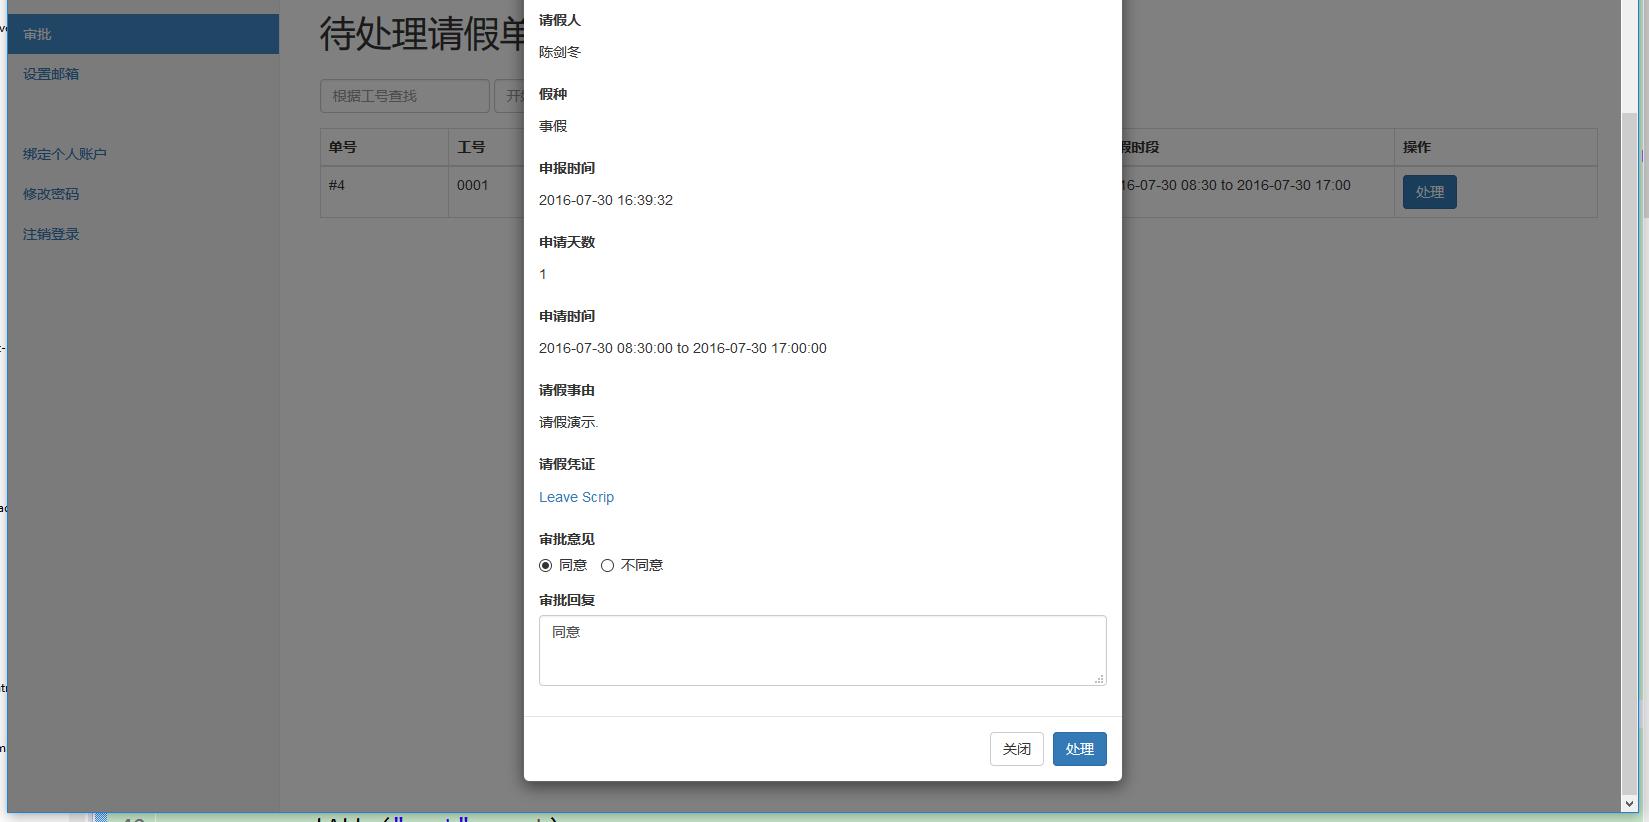 审批
设置邮箱
绑定个人账户
修改密码
注销登录
待处理请假单
根据工号查找
开始
单号
工号
假时段
操作
#4
0001
16-07-30 08:30 to 2016-07-30 17:00
处理
请假人
陈剑冬
假种
事假
申报时间
2016-07-30 16:39:32
申请天数
1
申请时间
2016-07-30 08:30:00 to 2016-07-30 17:00:00
请假事由
请假演示.
请假凭证
Leave Scrip
审批意见
同意 不同意
审批回复
同意
关闭 处理